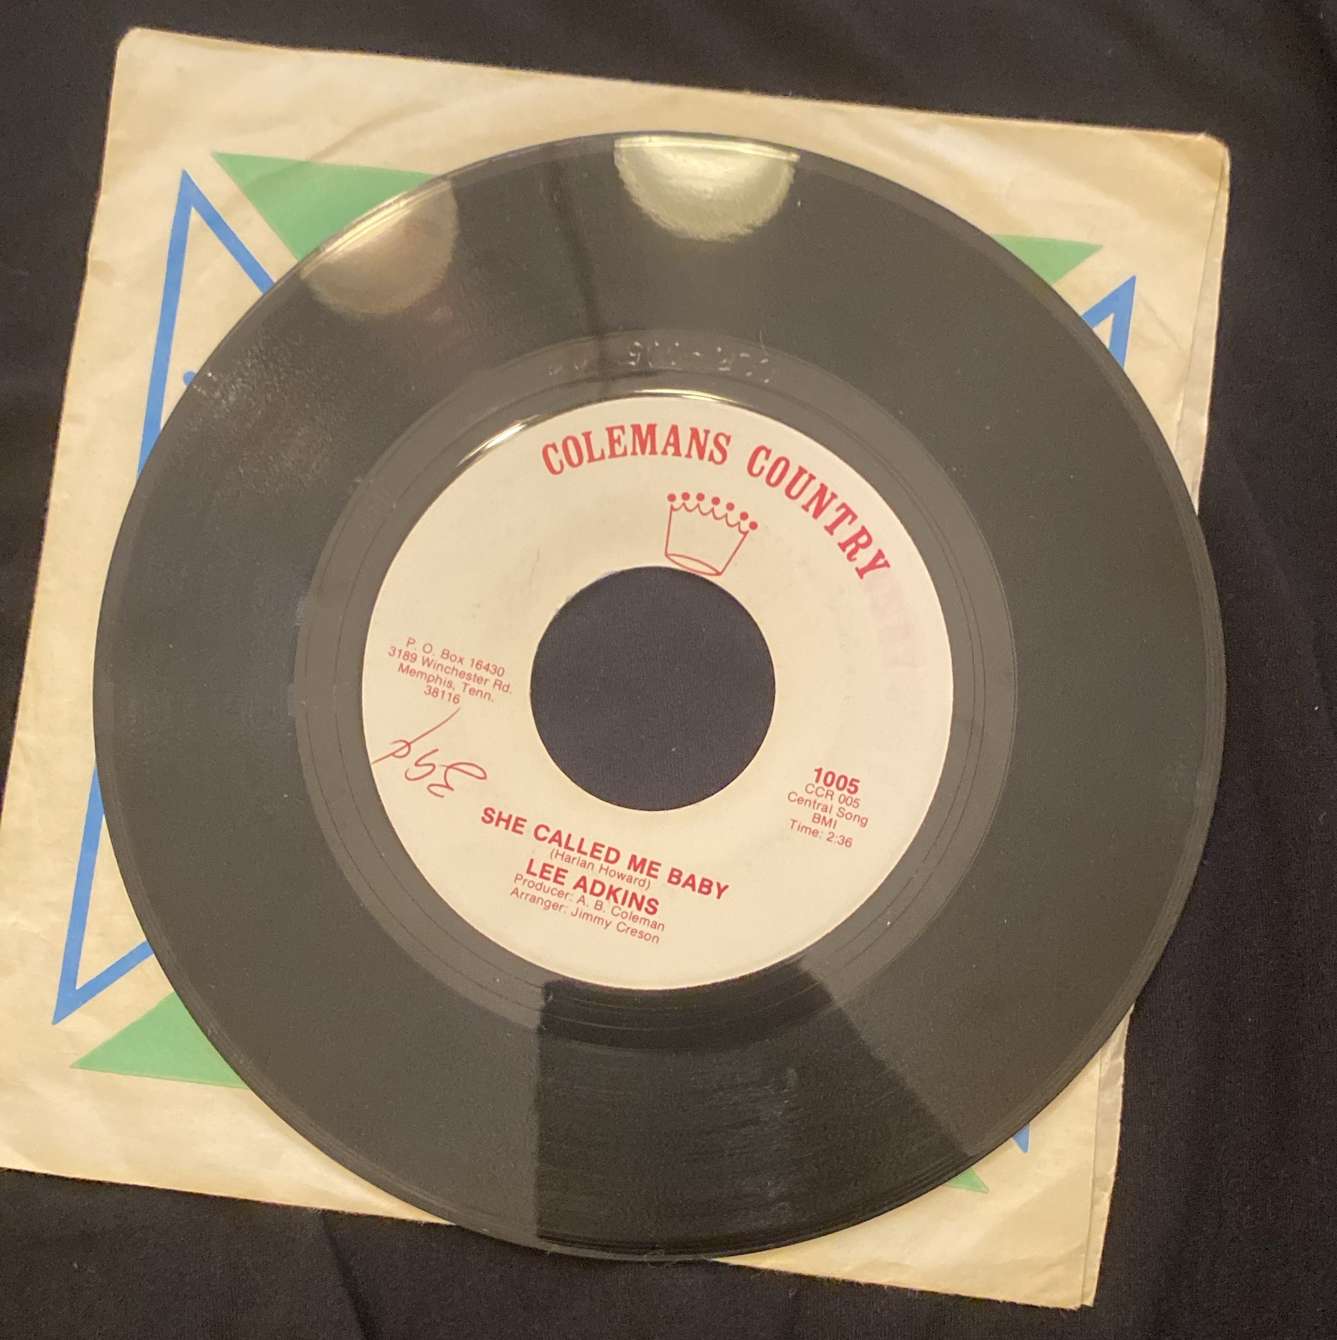 COLEMANS COUNTRY
P. O. Box 16430
3189 Winchester Rd.
Memphis, Tenn.
38116
39¢
1005
CCR 005
Central Song
BMI
Time: 2:36
SHE CALLED ME BABY
(Harlan Howard)
LEE ADKINS
Producer: A. B. Coleman
Arranger: Jimmy Creson